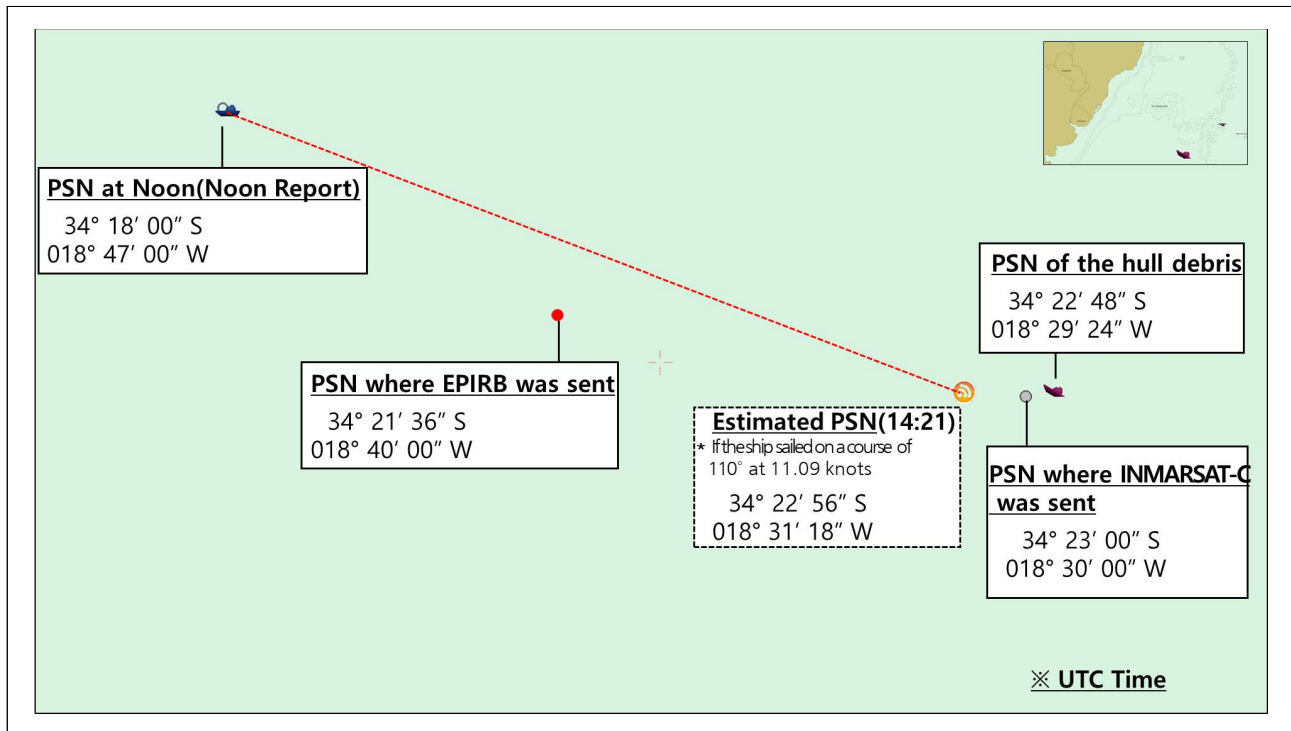 PSN at Noon(Noon Report)
34° 18′ 00″ S
018° 47′ 00″ W
PSN of the hull debris
34° 22′ 48″ S
018° 29′ 24″ W
PSN where EPIRB was sent
34° 21′ 36″ S
018° 40′ 00″ W
Estimated PSN(14:21)
* If the ship sailed on a course of
110° at 11.09 knots
34° 22′ 56″ S
018° 31′ 18″ W
PSN where INMARSAT-C
was sent
34° 23′ 00″ S
018° 30′ 00″ W
※ UTC Time